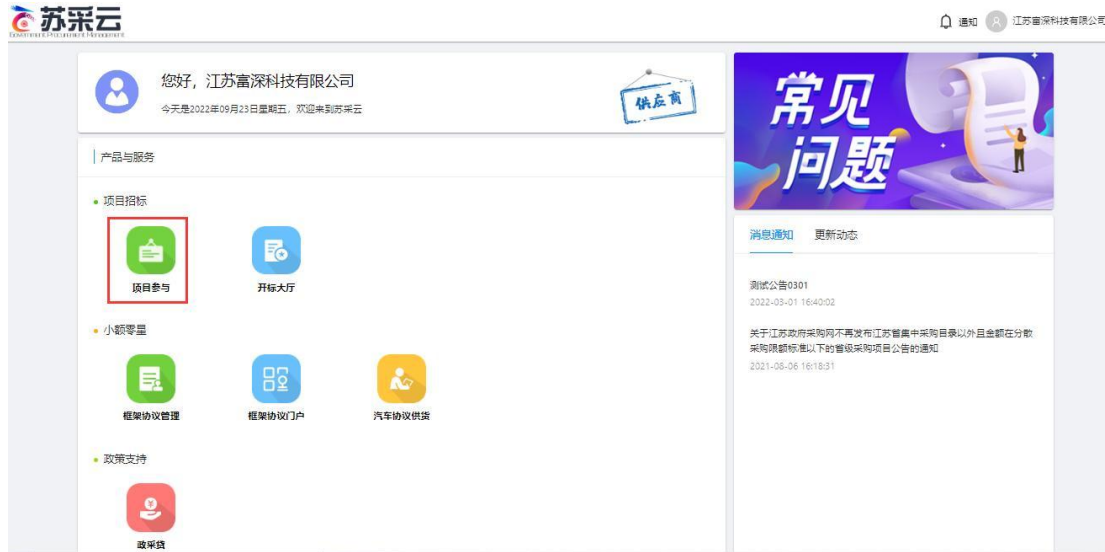 苏采云
Government Procurement Management
通知
江苏富深科技有限公司
您好，江苏富深科技有限公司
今天是2022年09月23日星期五，欢迎来到苏采云
供应商
产品与服务
项目招标
项目参与
开标大厅
小额零星
框架协议管理
框架协议门户
汽车协议供货
政策支持
政采贷
常见
问题
消息通知
更新动态
测试公告0301
2022-03-01 16:40:02
关于江苏政府采购网不再发布江苏省集中采购目录以外且金额在分散
采购限额标准以下的省级采购项目公告的通知
2021-08-06 16:18:31